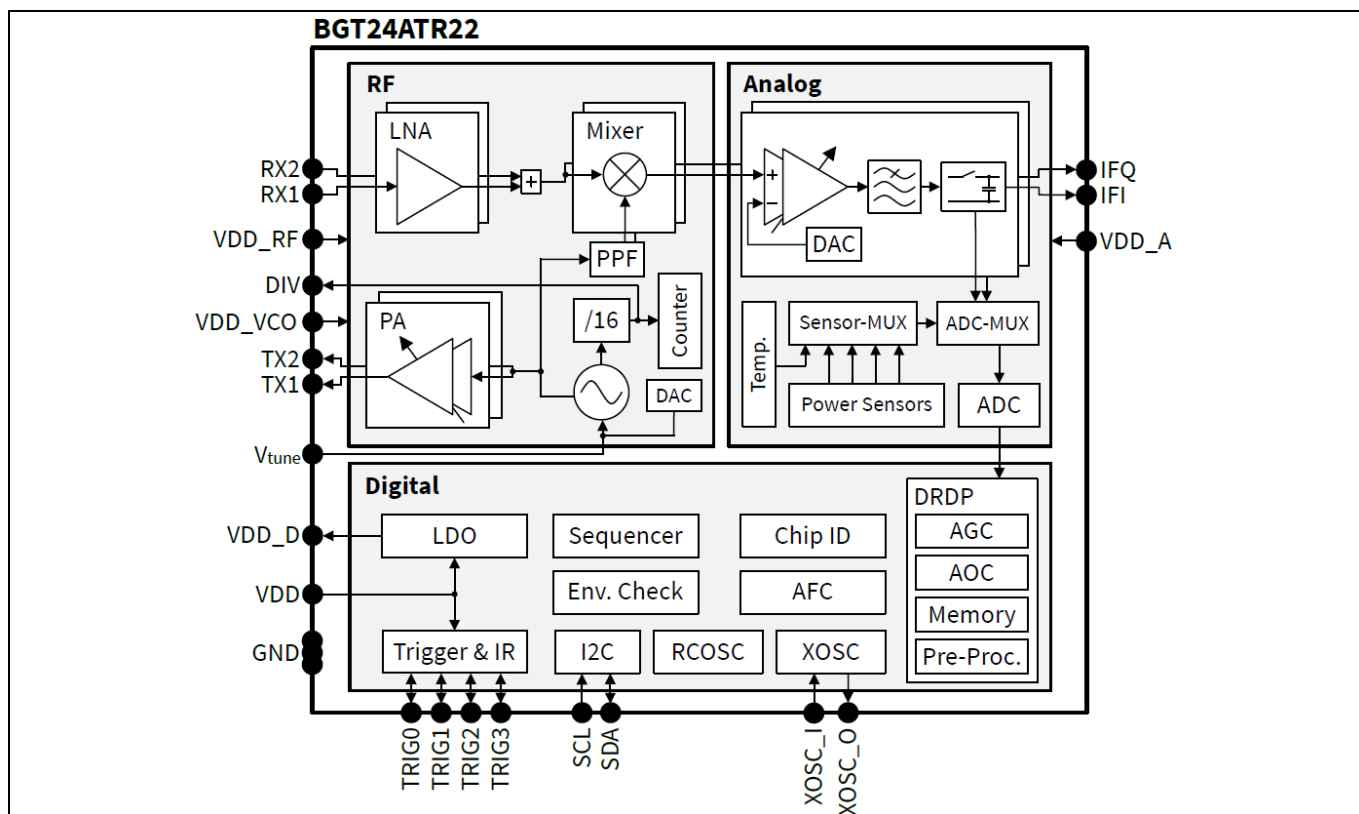 BGT24ATR22
RF
Analog
LNA
Mixer
RX2
RX1
+
+
−
IFQ
IFI
VDD_RF
VDD_A
PPF
DAC
DIV
VDD_VCO
PA
/16
Counter
TX2
TX1
DAC
Temp.
Sensor-MUX
ADC-MUX
Power Sensors
ADC
Vtune
Digital
DRDP
VDD_D
LDO
Sequencer
Chip ID
AGC
VDD
Env. Check
AFC
AOC
Memory
GND
Trigger & IR
I2C
RCOSC
XOSC
Pre-Proc.
TRIG0
TRIG1
TRIG2
TRIG3
SCL
SDA
XOSC_I
XOSC_O